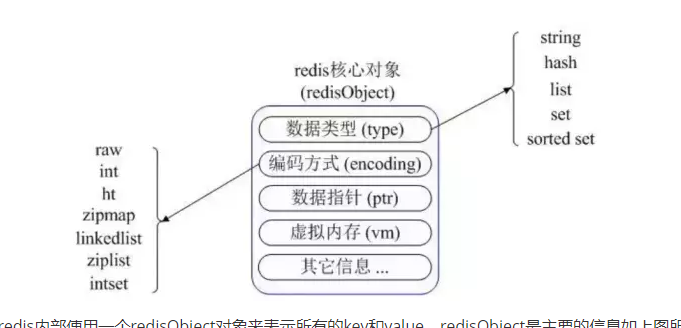 redis核心对象
(redisObject)
数据类型 (type)
编码方式 (encoding)
数据指针 (ptr)
虚拟内存 (vm)
其它信息 ...
string
hash
list
set
sorted set
raw
int
ht
zipmap
linkedlist
ziplist
intset
redis内部使用一个redisObject对象来表示所有的key和value。redisObject是主要的信息如上图所